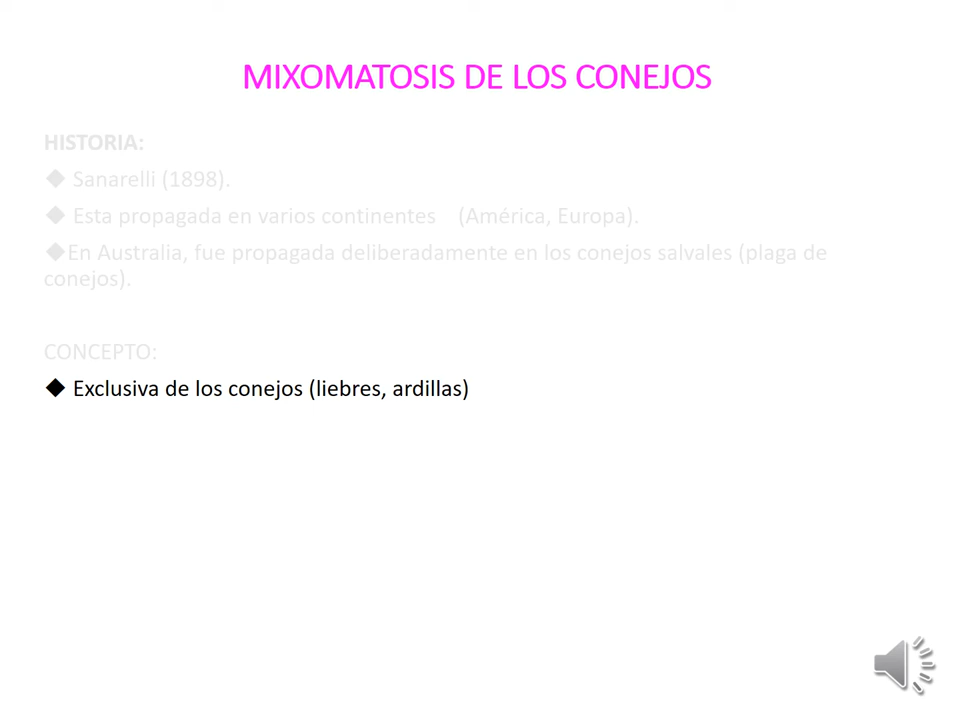 MIXOMATOSIS DE LOS CONEJOS
HISTORIA:
◆ Sanarelli (1898).
◆ Esta propagada en varios continentes (América, Europa).
◆En Australia, fue propagada deliberadamente en los conejos salvales (plaga de
conejos).
CONCEPTO:
◆ Exclusiva de los conejos (liebres, ardillas)